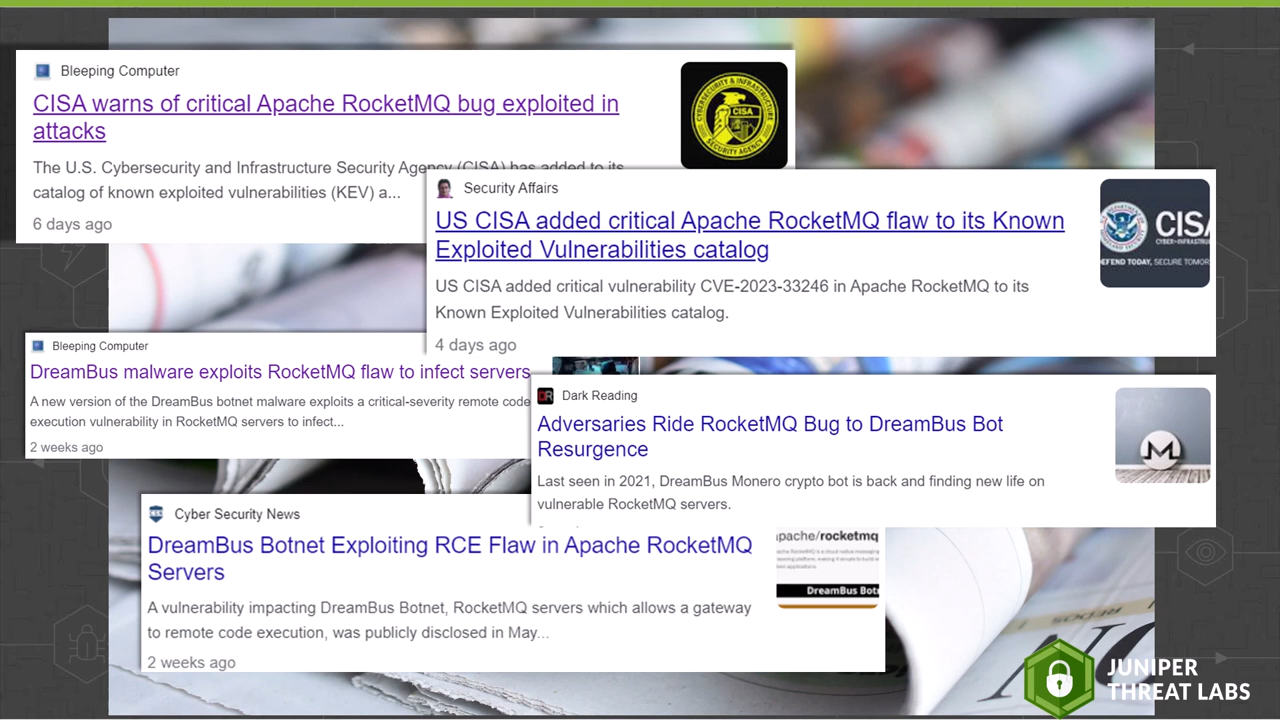 Bleeping Computer
CISA warns of critical Apache RocketMQ bug exploited in
attacks
The U.S. Cybersecurity and Infrastructure Security Agency (CISA) has added to its
catalog of known exploited vulnerabilities (KEV) a...
6 days ago
CYBERSECURITY & INFRASTRUCTURE
CISA
SECURITY AGENCY
Security Affairs
US CISA added critical Apache RocketMQ flaw to its Known
Exploited Vulnerabilities catalog
US CISA added critical vulnerability CVE-2023-33246 in Apache RocketMQ to its
Known Exploited Vulnerabilities catalog.
4 days ago
CISA
CYBER+INFRASTRU
DEFEND TODAY, SECURE TOMOR
Bleeping Computer
DreamBus malware exploits RocketMQ flaw to infect servers
A new version of the DreamBus botnet malware exploits a critical-severity remote code
execution vulnerability in RocketMQ servers to infect...
2 weeks ago
Dark Reading
Adversaries Ride RocketMQ Bug to DreamBus Bot
Resurgence
Last seen in 2021, DreamBus Monero crypto bot is back and finding new life on
vulnerable RocketMQ servers.
Cyber Security News
DreamBus Botnet Exploiting RCE Flaw in Apache RocketMQ
Servers
A vulnerability impacting DreamBus Botnet, RocketMQ servers which allows a gateway
to remote code execution, was publicly disclosed in May...
2 weeks ago
apache/rocketmq
DreamBus Bot
JUNIPER
THREAT LABS